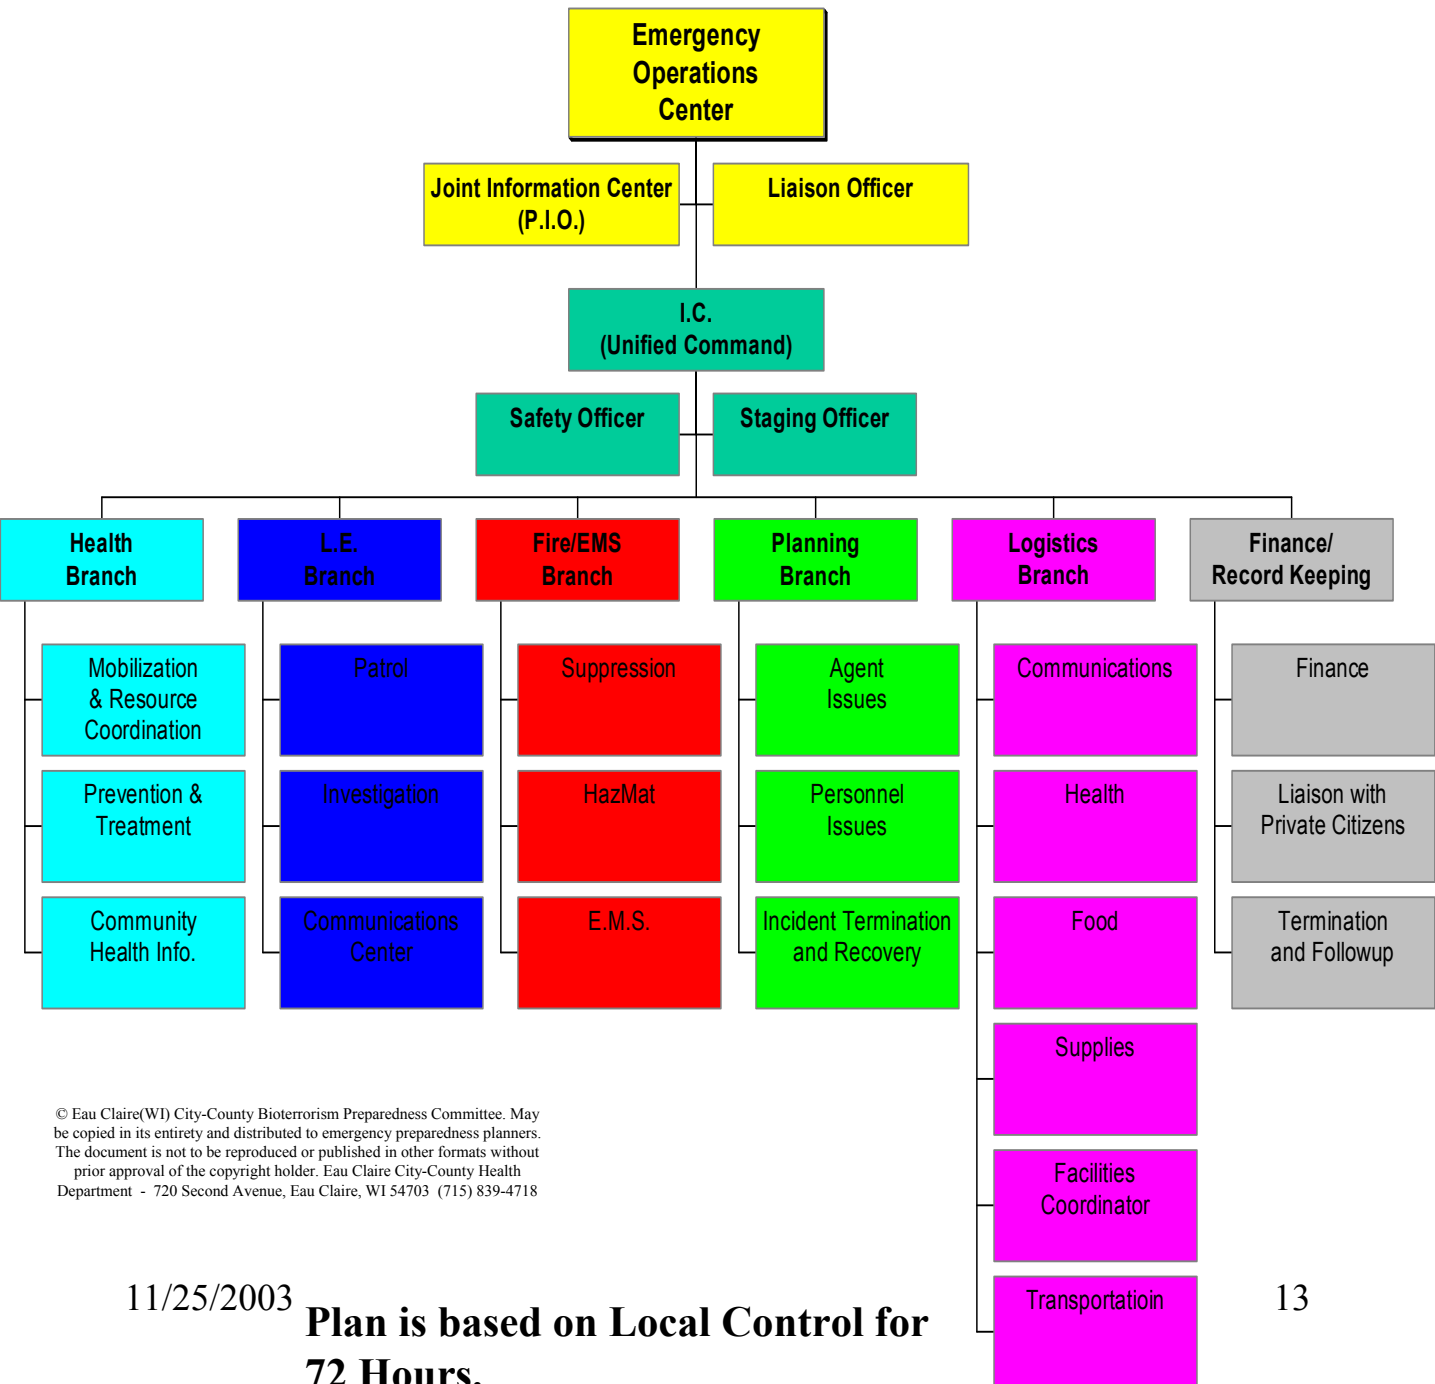 Emergency
Operations
Center
Joint Information Center
(P.I.O.)
Liaison Officer
I.C.
(Unified Command)
Safety Officer
Staging Officer
Health
Branch
L.E.
Branch
Fire/EMS
Branch
Planning
Branch
Logistics
Branch
Finance/
Record Keeping
Mobilization
& Resource
Coordination
Prevention &
Treatment
Community
Health Info.
Patrol
Investigation
Communications
Center
Suppression
HazMat
E.M.S.
Agent
Issues
Personnel
Issues
Incident Termination
and Recovery
Communications
Health
Food
Supplies
Facilities
Coordinator
Transportatioin
Finance
Liaison with
Private Citizens
Termination
and Followup
© Eau Claire(WI) City-County Bioterrorism Preparedness Committee. May
be copied in its entirety and distributed to emergency preparedness planners.
The document is not to be reproduced or published in other formats without
prior approval of the copyright holder. Eau Claire City-County Health
Department - 720 Second Avenue, Eau Claire, WI 54703 (715) 839-4718
11/25/2003
Plan is based on Local Control for
72 Hours.
13